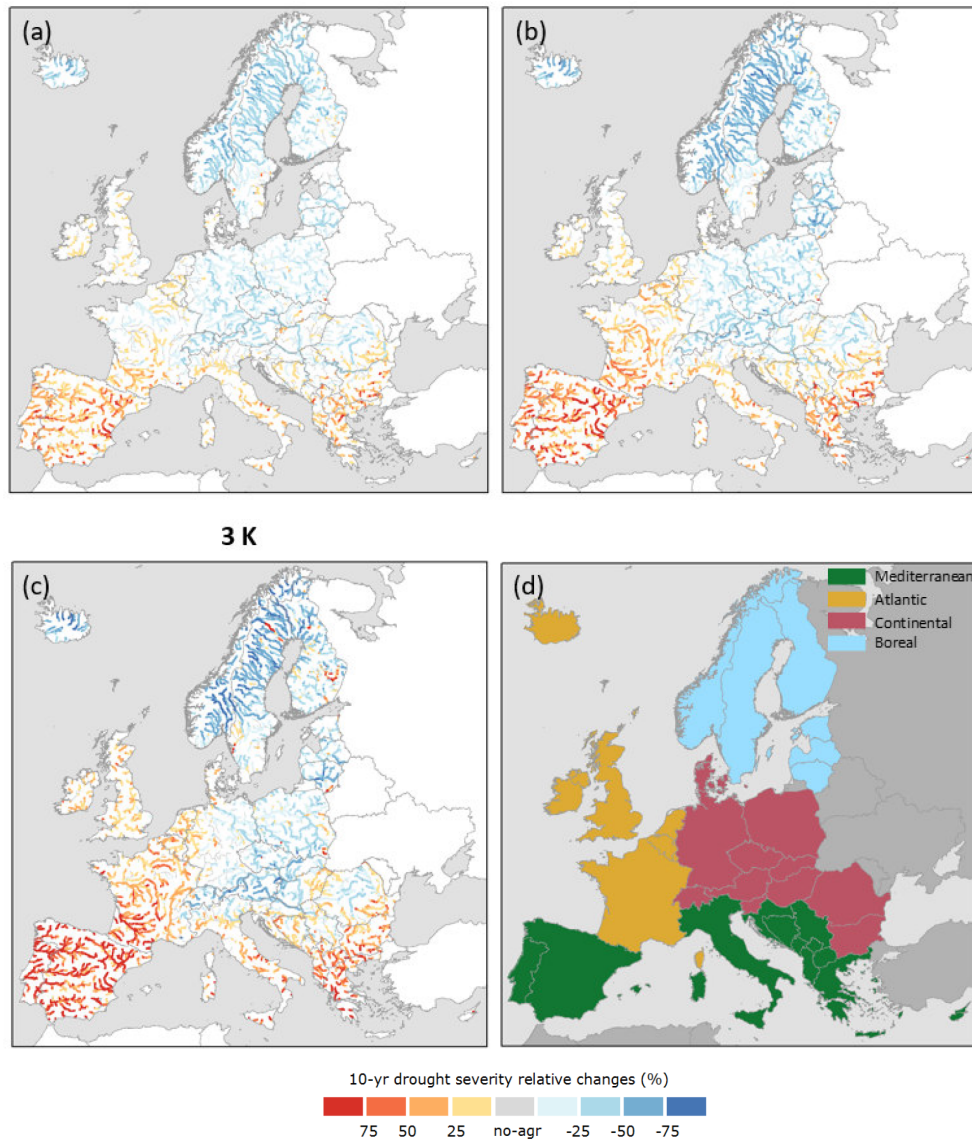 (a)
(b)
3 K
(c)
(d)
Mediterranean
Atlantic
Continental
Boreal
10-yr drought severity relative changes (%)
75 50 25 no-agr -25 -50 -75